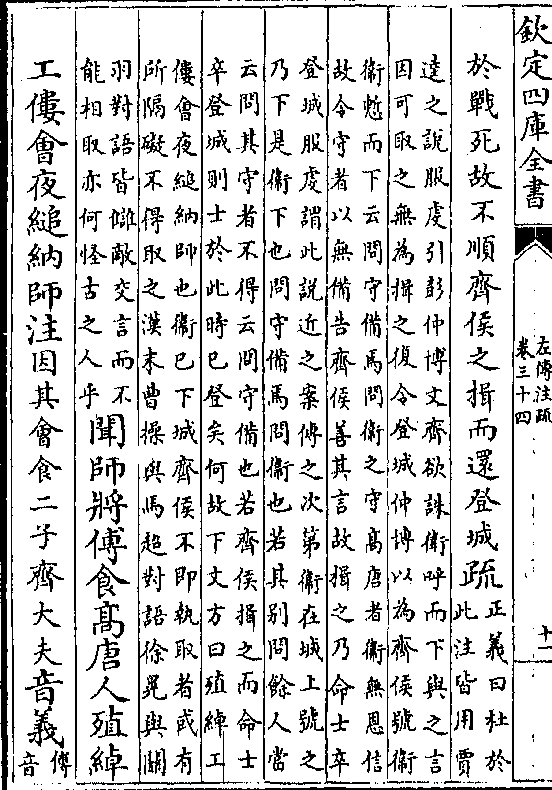 欽定四庫全書
左傳注疏
卷三十四
十一
於戰死故不順齊侯之揖而還登城疏正義曰杜於
此注皆用賈
逵之說服虔引彭仲博文齊欲誅衛呼而下與之言
因可取之無為揖之復令登城仲博以為齊侯號衛
衛慙而下云問守備焉問衛之守高唐者衛無恩信
故令守者以無備告齊侯善其言故揖之乃命士卒
登城服虔謂此說近之案傳之次第衛在城上號之
乃下是衛下也問守備焉問衛也若其別問餘人當
云問其守者不得云問守備也若齊侯揖之而命士
卒登城則士於此時已登矣何故下文方曰殖綽工
僂會夜縋納師也衛已下城齊侯不即執取者或有
所隔礙不得取之漢末曹操與馬超對語徐晃與關
羽對語皆讎敵交言而不
能相取亦何怪古之人乎
聞師將傅食高唐人殖綽
工僂會夜縋納師注因其會食二子齊大夫音義傅
音